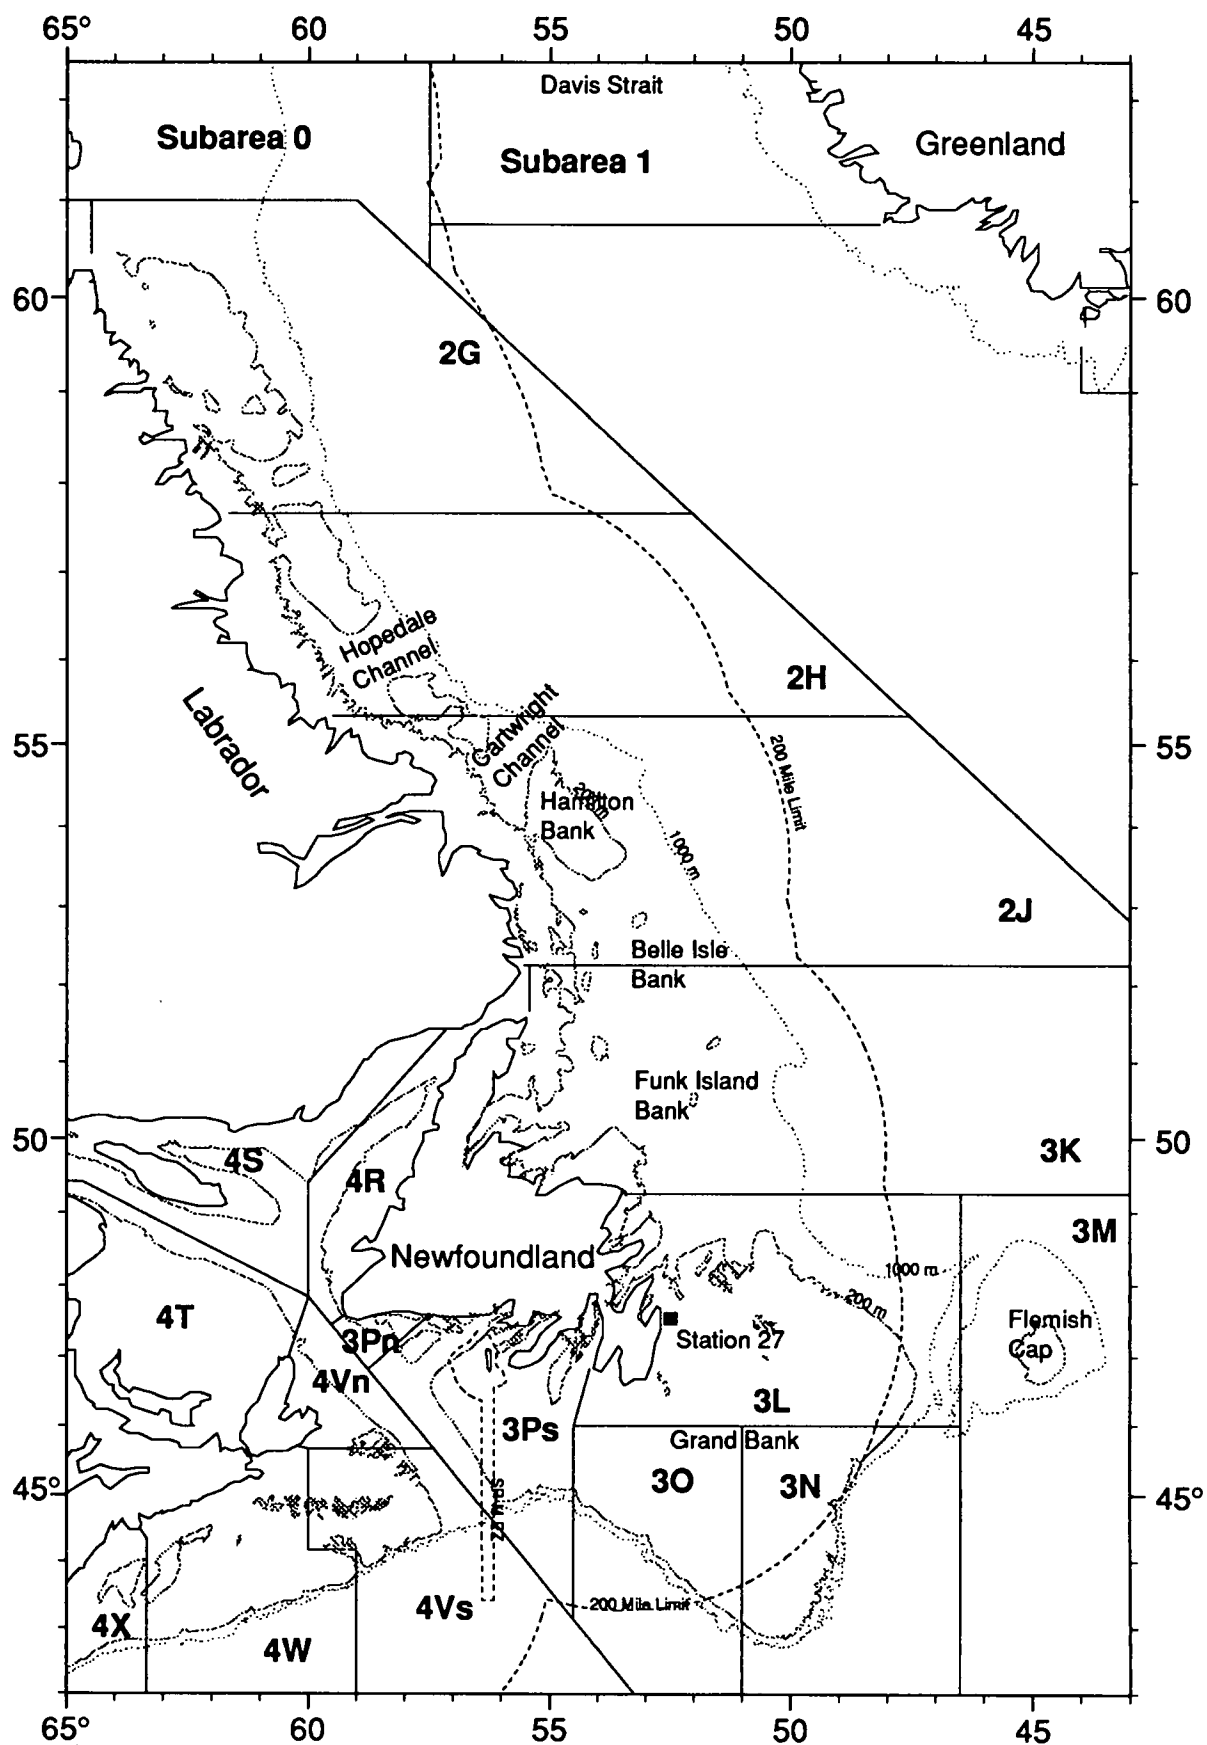 65° 60 55 50 45
Davis Strait
Subarea 0
Subarea 1
Greenland
60
60
2G
Hopedale
Channel
2H
Labrador
Cartwright
Channel
55
55
200 Mile Limit
Hamilton
Bank
1000 m
2J
Belle Isle
Bank
Funk Island
Bank
50
50
3K
4S
4R
3M
Newfoundland
1000 m
200 m
4T
Flemish
Cap
3Pn
Station 27
4Vn
3L
3Ps
Grand Bank
3O
3N
45°
45°
200 Mile Limit
4Vs
4X
4W
65° 60 55 50 45